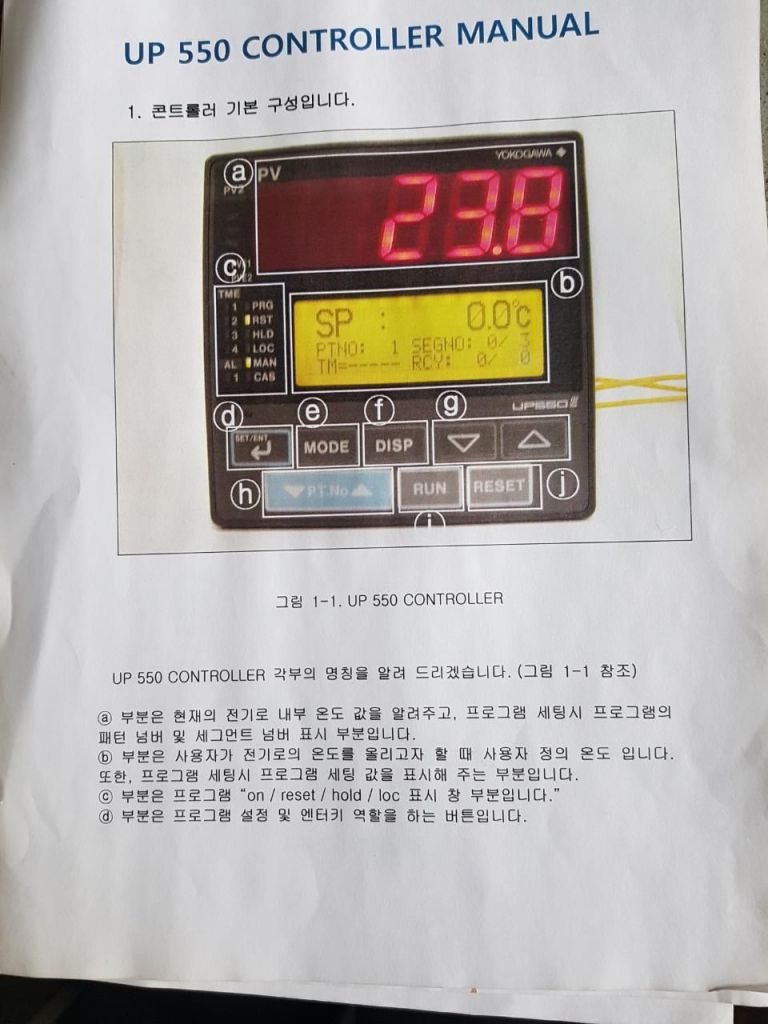 UP 550 CONTROLLER MANUAL
1. 콘트롤러 기본 구성입니다.
YOKOGAWA
ⓐ PV
PV2
23.8
ⓒ
ⓑ
TME
1 PRG
2 RST
3 HLD
4 LOC
AL MAN
1 CAS
SP : 0.0℃
PTNO: 1 SEGNO: 0/ 3
TM=----- RCY: 0/ 0
UP550
ⓓ ⓔ ⓕ ⓖ
SET/ENT MODE DISP
ⓗ PT.No RUN RESET ⓙ
ⓘ
그림 1-1. UP 550 CONTROLLER
UP 550 CONTROLLER 각부의 명칭을 알려 드리겠습니다. (그림 1-1 참조)
ⓐ 부분은 현재의 전기로 내부 온도 값을 알려주고, 프로그램 세팅시 프로그램의
패턴 넘버 및 세그먼트 넘버 표시 부분입니다.
ⓑ 부분은 사용자가 전기로의 온도를 올리고자 할 때 사용자 정의 온도 입니다.
또한, 프로그램 세팅시 프로그램 세팅 값을 표시해 주는 부분입니다.
ⓒ 부분은 프로그램 “on / reset / hold / loc 표시 창 부분입니다.”
ⓓ 부분은 프로그램 설정 및 엔터키 역할을 하는 버튼입니다.